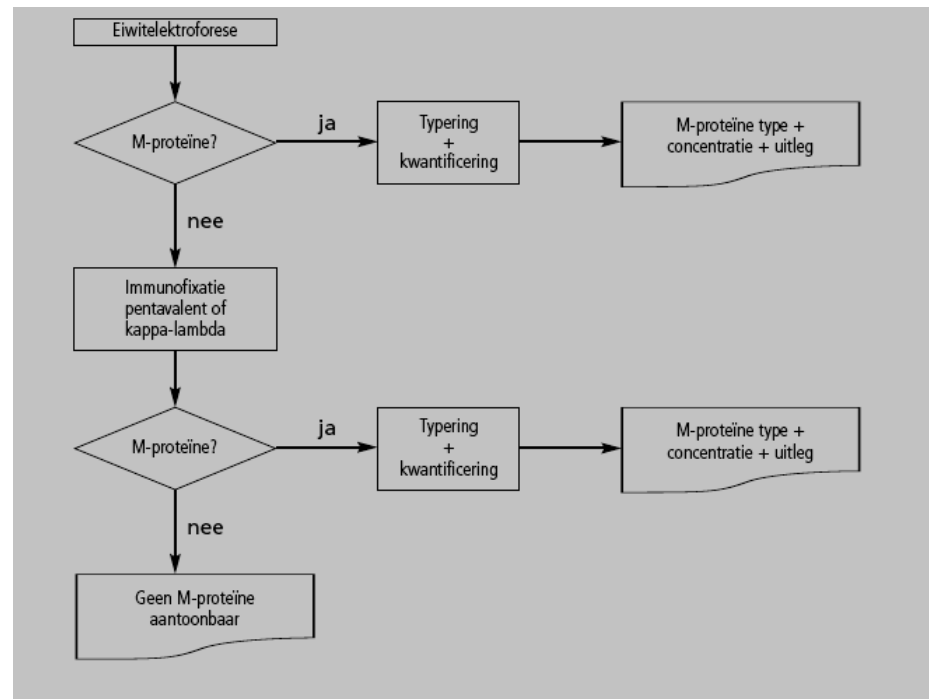 Eiwitelektroforese
M-proteïne?
ja
Typering
+
kwantificering
M-proteïne type +
concentratie + uitleg
nee
Immunofixatie
pentavalent of
kappa-lambda
M-proteïne?
ja
Typering
+
kwantificering
M-proteïne type +
concentratie + uitleg
nee
Geen M-proteïne
aantoonbaar